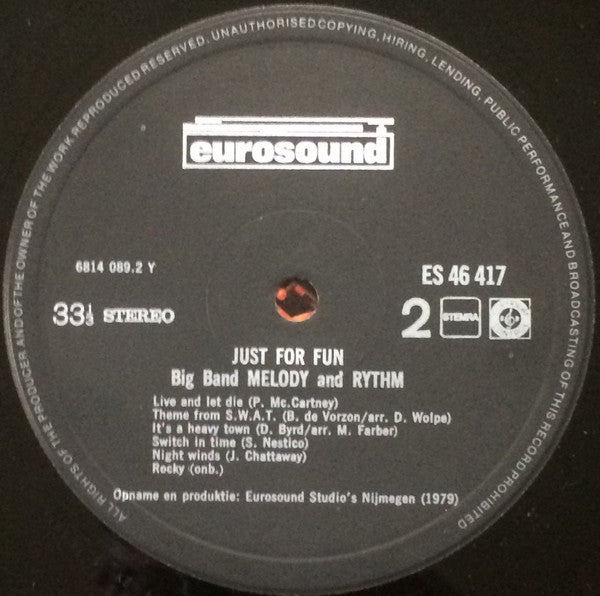 ALL RIGHTS OF THE PRODUCER AND OF THE OWNER OF THE WORK REPRODUCED RESERVED. UNAUTHORISED COPYING, HIRING, LENDING, PUBLIC PERFORMANCE AND BROADCASTING OF THIS RECORD PROHIBITED
eurosound
6814 089.2 Y
ES 46 417
33⅓ STEREO
2 STEMRA
JUST FOR FUN
Big Band MELODY and RYTHM
Live and let die (P. Mc.Cartney)
Theme from S.W.A.T. (B. de Vorzon/arr. D. Wolpe)
It's a heavy town (D. Byrd/arr. M. Farber)
Switch in time (S. Nestico)
Night winds (J. Chattaway)
Rocky (onb.)
Opname en produktie: Eurosound Studio's Nijmegen (1979)